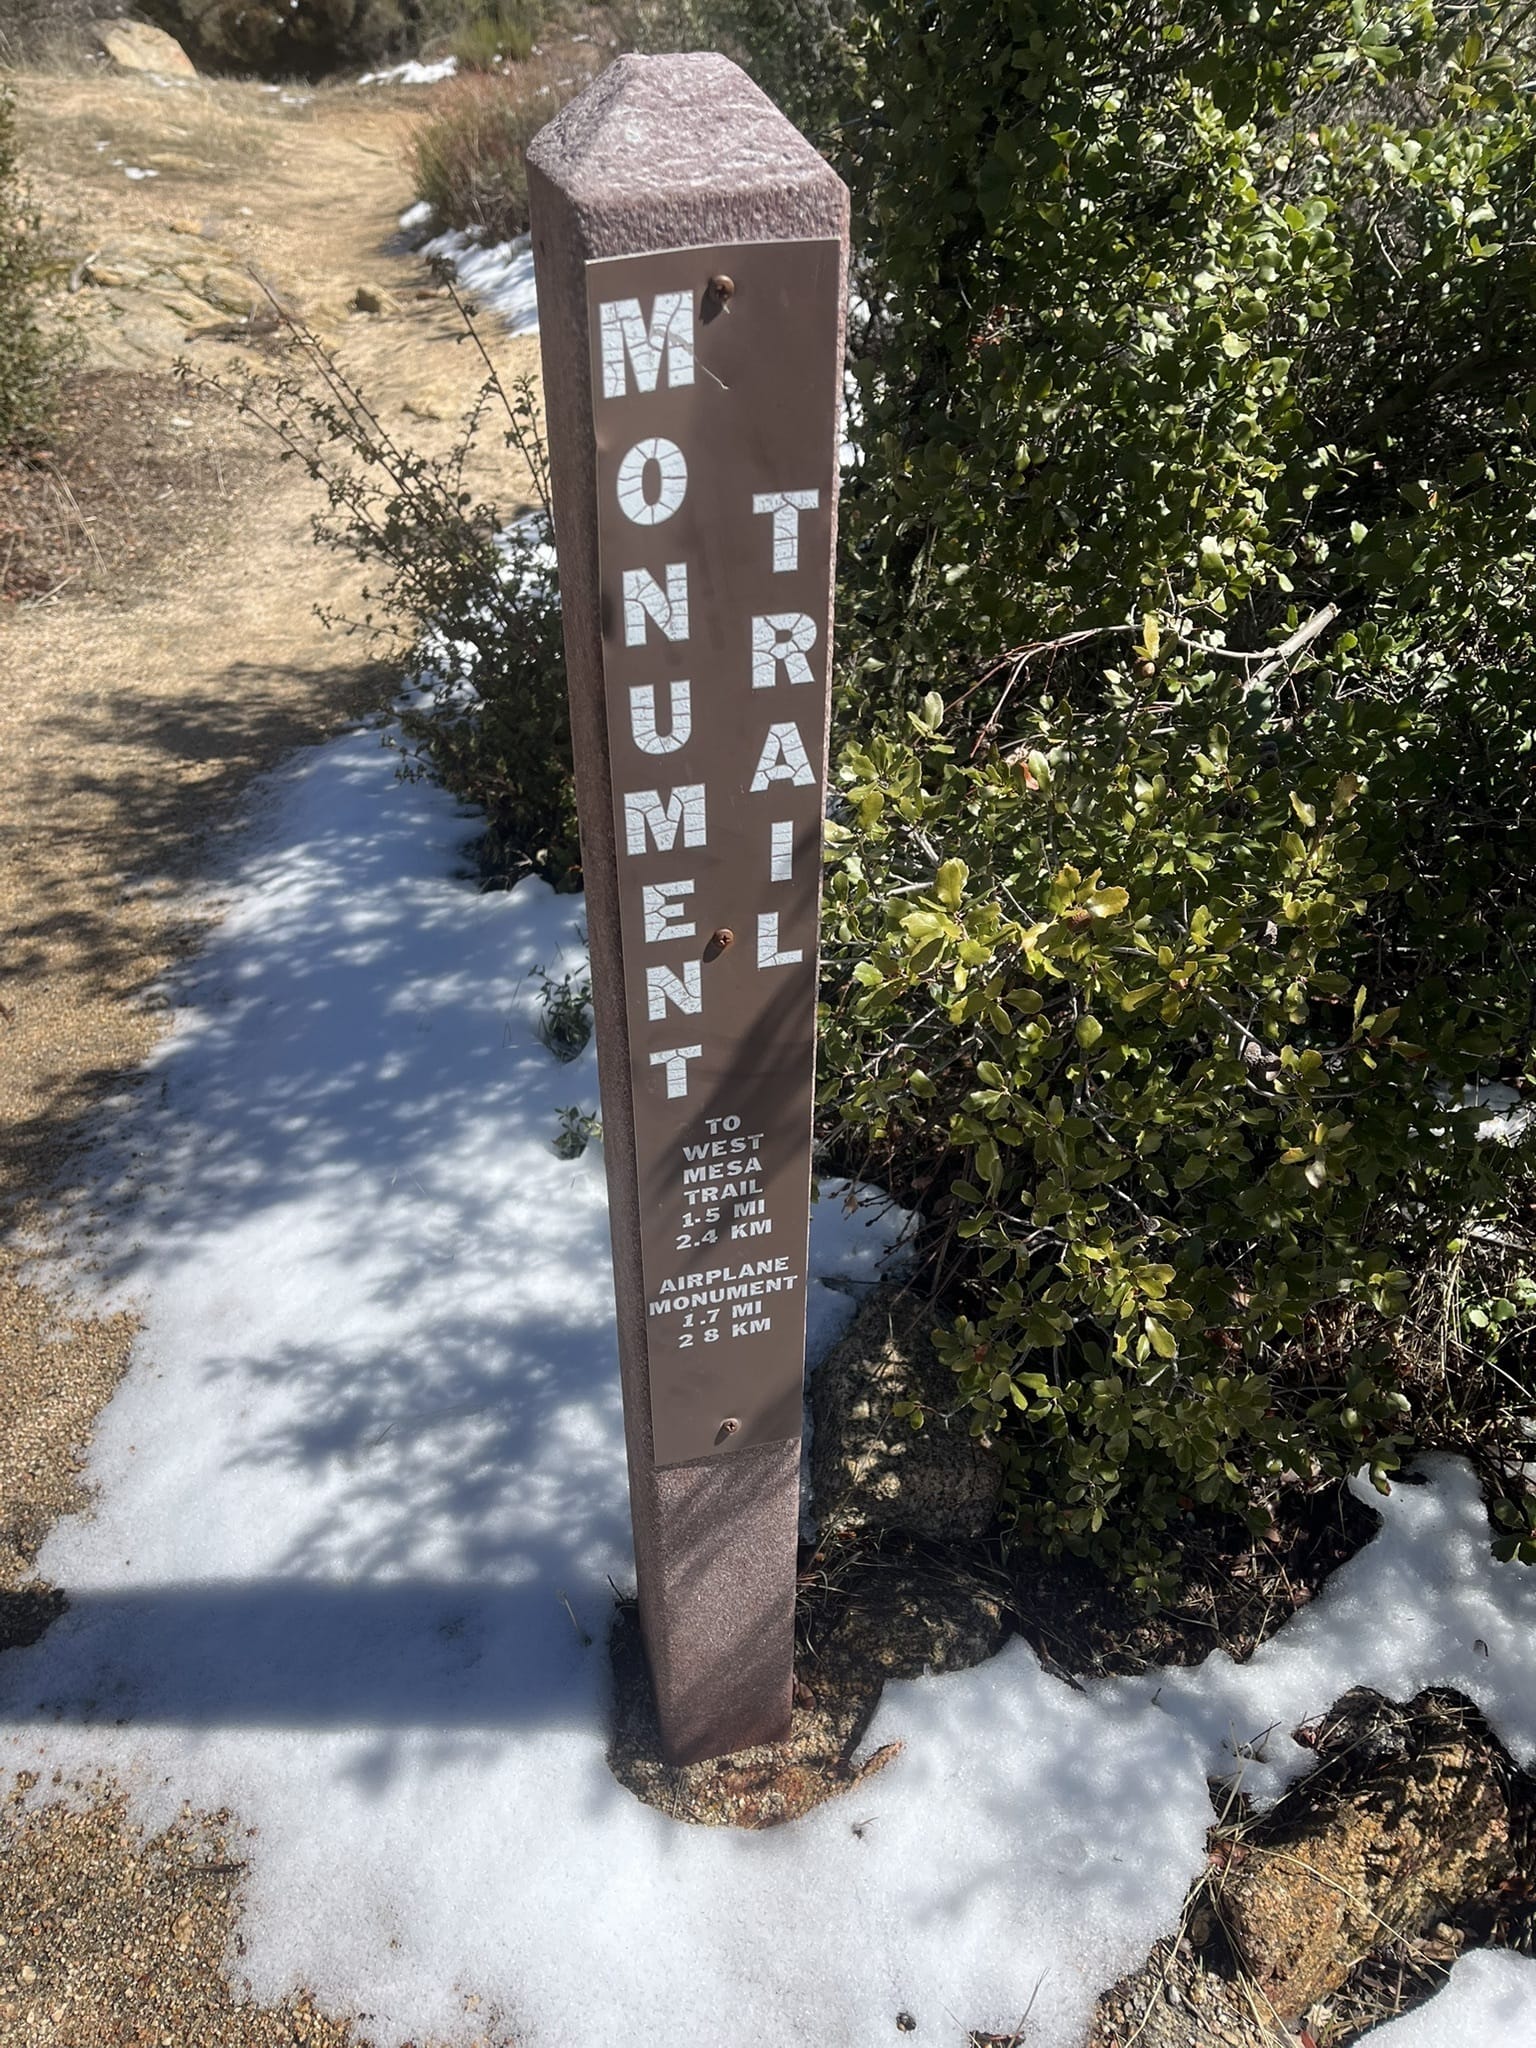 MONUMENT
TRAIL
TO
WEST
MESA
TRAIL
1.5 MI
2.4 KM
AIRPLANE
MONUMENT
1.7 MI
2 8 KM